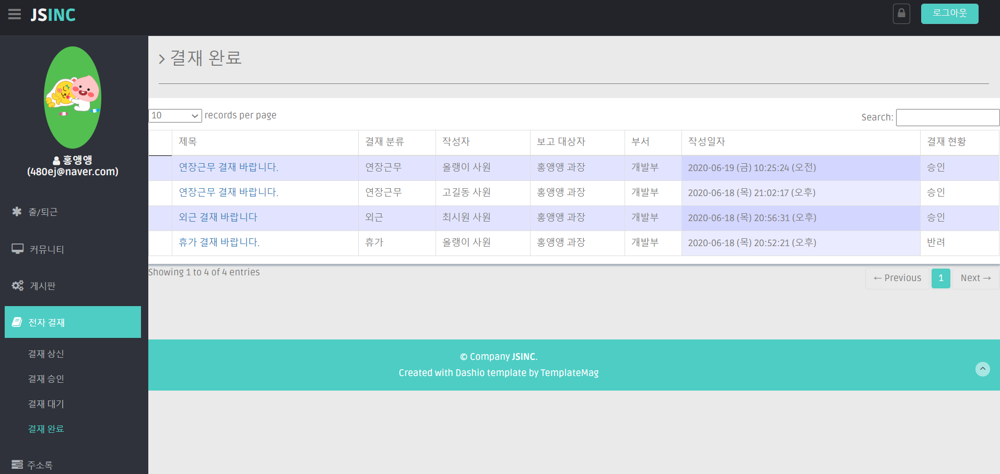 JSINC
로그아웃
홍앵앵
(480ej@naver.com)
출/퇴근
커뮤니티
게시판
전자 결재
결재 상신
결재 승인
결재 대기
결재 완료
주소록
결재 완료
10 records per page
Search:
제목 결재 분류 작성자 보고 대상자 부서 작성일자 결재 현황
연장근무 결재 바랍니다. 연장근무 올랭이 사원 홍앵앵 과장 개발부 2020-06-19 (금) 10:25:24 (오전) 승인
연장근무 결재 바랍니다. 연장근무 고길동 사원 홍앵앵 과장 개발부 2020-06-18 (목) 21:02:17 (오후) 승인
외근 결재 바랍니다 외근 최시원 사원 홍앵앵 과장 개발부 2020-06-18 (목) 20:56:31 (오후) 승인
휴가 결재 바랍니다. 휴가 올랭이 사원 홍앵앵 과장 개발부 2020-06-18 (목) 20:52:21 (오후) 반려
Showing 1 to 4 of 4 entries
← Previous 1 Next →
© Company JSINC.
Created with Dashio template by TemplateMag